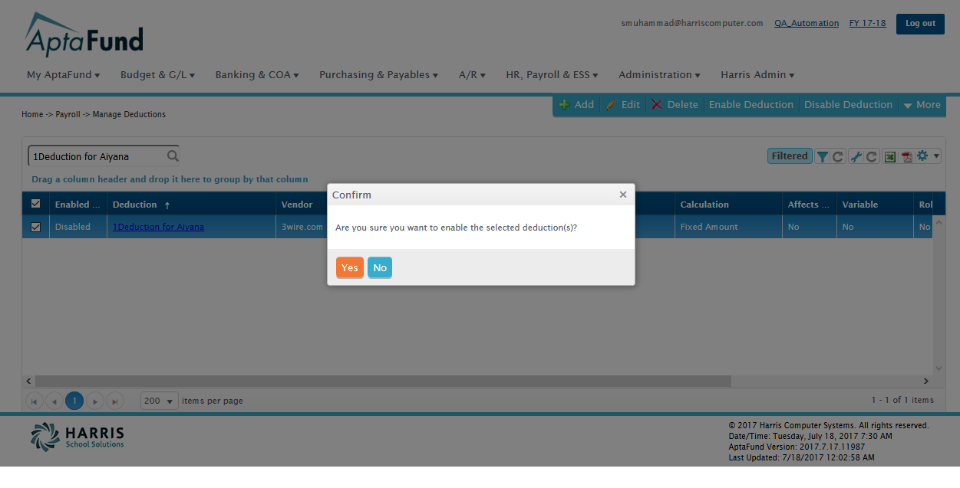 smuhammad@harriscomputer.com QA_Automation FY 17-18 Log out
AptaFund
My AptaFund Budget & G/L Banking & COA Purchasing & Payables A/R HR, Payroll & ESS Administration Harris Admin
Add Edit Delete Enable Deduction Disable Deduction More
Home -> Payroll -> Manage Deductions
1Deduction for Aiyana
Filtered
Drag a column header and drop it here to group by that column
Confirm
Enabled ... Deduction ↑ Vendor Calculation Affects ... Variable Rol
Disabled 1Deduction for Aiyana 3wire.com Fixed Amount No No No
Are you sure you want to enable the selected deduction(s)?
Yes No
1 200 items per page 1 - 1 of 1 items
HARRIS
School Solutions
© 2017 Harris Computer Systems. All rights reserved.
Date/Time: Tuesday, July 18, 2017 7:30 AM
AptaFund Version: 2017.7.17.11987
Last Updated: 7/18/2017 12:02:58 AM